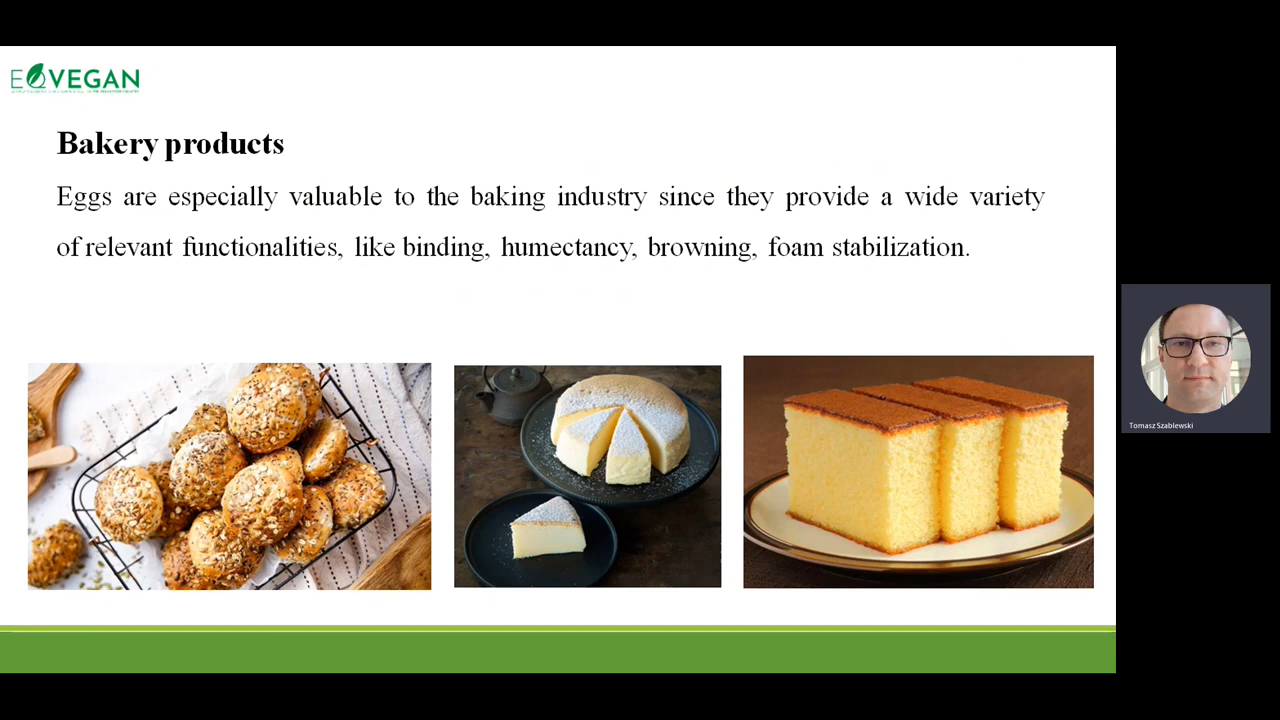 EQVEGAN
Bakery products
Eggs are especially valuable to the baking industry since they provide a wide variety
of relevant functionalities, like binding, humectancy, browning, foam stabilization.
Tomasz Szablewski